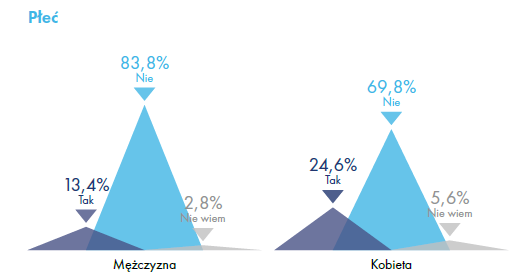 Płeć
83,8%
Nie
13,4%
Tak
2,8%
Nie wiem
Mężczyzna
69,8%
Nie
24,6%
Tak
5,6%
Nie wiem
Kobieta